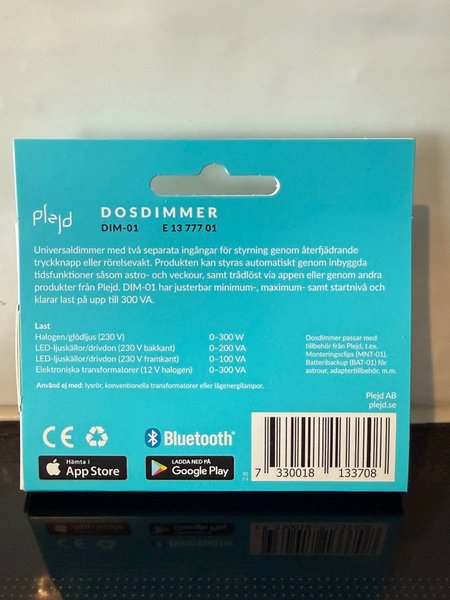 Plejd
DOSDIMMER
DIM-01 E 13 777 01
Universaldimmer med två separata ingångar för styrning genom återfjädrande
tryckknapp eller rörelsevakt. Produkten kan styras automatiskt genom inbyggda
tidsfunktioner såsom astro- och veckour, samt trådlöst via appen eller genom andra
produkter från Plejd. DIM-01 har justerbar minimum-, maximum- samt startnivå och
klarar last på upp till 300 VA.
Last
Halogen/glödljus (230 V) 0–300 W
LED-ljuskällor/drivdon (230 V bakkant) 0–200 VA
LED-ljuskällor/drivdon (230 V framkant) 0–100 VA
Elektroniska transformatorer (12 V halogen) 0–300 VA
Använd ej med: lysrör, konventionella transformatorer eller lågenergilampor.
Dosdimmer passar med
tillbehör från Plejd, t.ex.
Monteringsclips (MNT-01),
Batteribackup (BAT-01) för
astrour, adaptertillbehör, m.m.
Plejd AB
plejd.se
CE
Bluetooth®
Hämta i
App Store
LADDA NED PÅ
Google Play
2.8
7 330018 133708